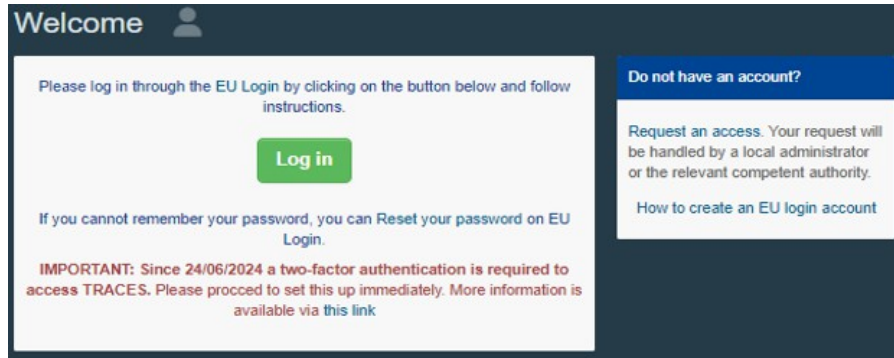 Welcome
Please log in through the EU Login by clicking on the button below and follow
instructions.
Log in
If you cannot remember your password, you can Reset your password on EU
Login.
IMPORTANT: Since 24/06/2024 a two-factor authentication is required to
access TRACES. Please procced to set this up immediately. More information is
available via this link
Do not have an account?
Request an access. Your request will
be handled by a local administrator
or the relevant competent authority.
How to create an EU login account